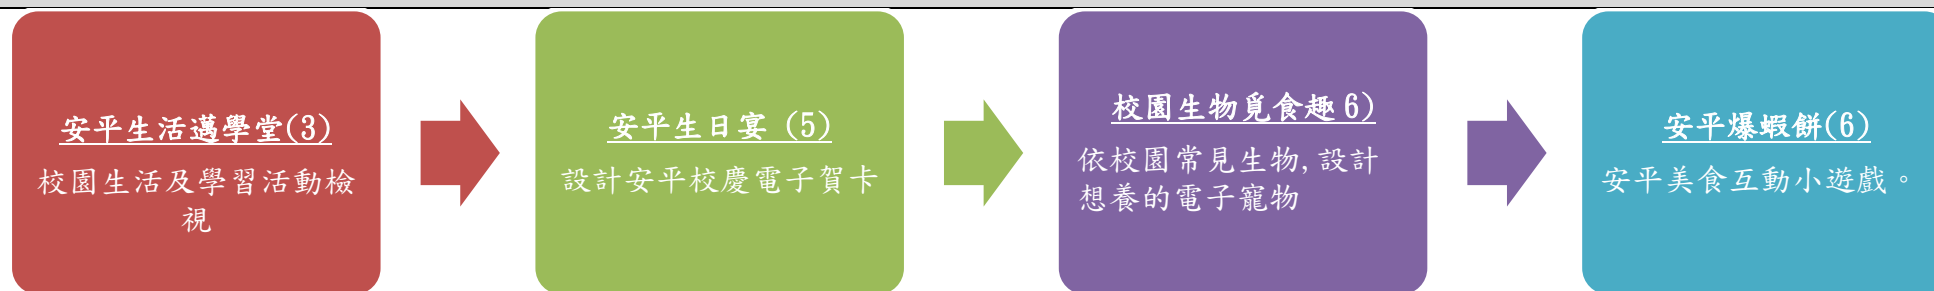 安平生活邁學堂(3)
校園生活及學習活動檢
視
安平生日宴 (5)
設計安平校慶電子賀卡
校園生物覓食趣 6)
依校園常見生物,設計
想養的電子寵物
安平爆蝦餅(6)
安平美食互動小遊戲。